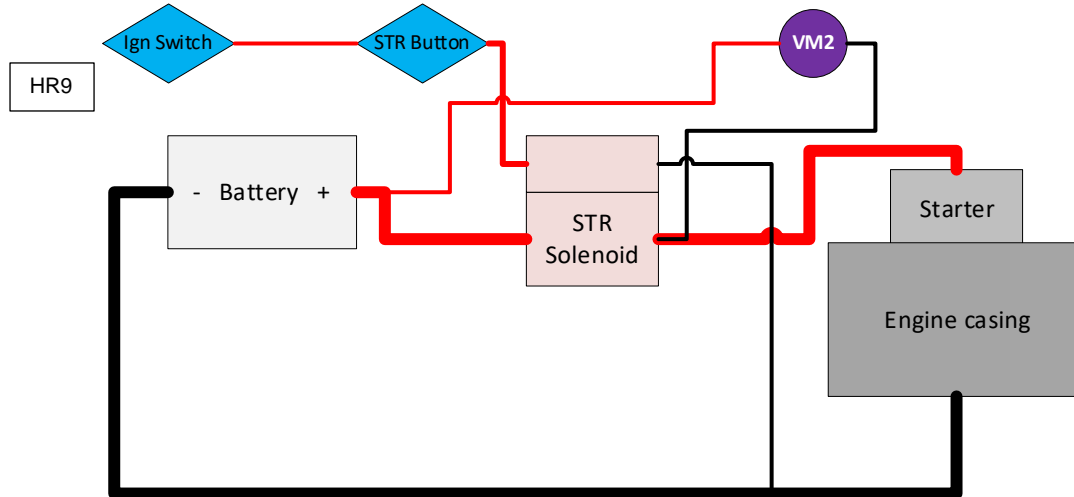 Ign Switch
STR Button
VM2
HR9
- Battery +
STR
Solenoid
Starter
Engine casing